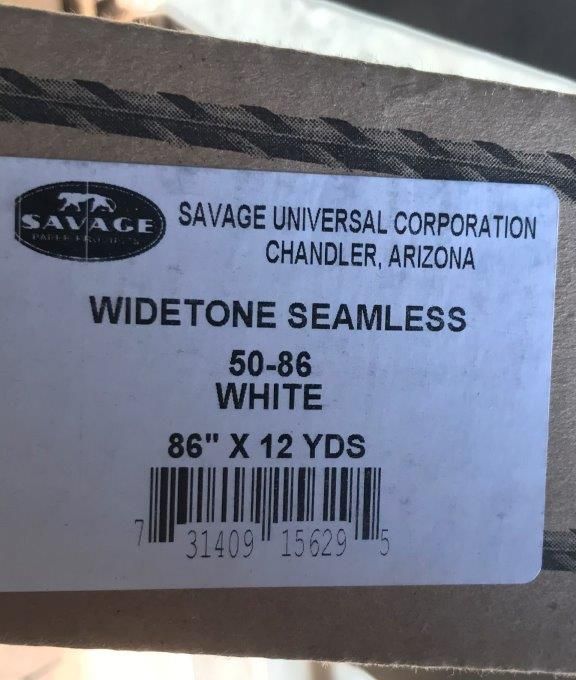 SAVAGE
PAPER PRODUCTS
SAVAGE UNIVERSAL CORPORATION
CHANDLER, ARIZONA
WIDETONE SEAMLESS
50-86
WHITE
86" X 12 YDS
7 31409 15629 5